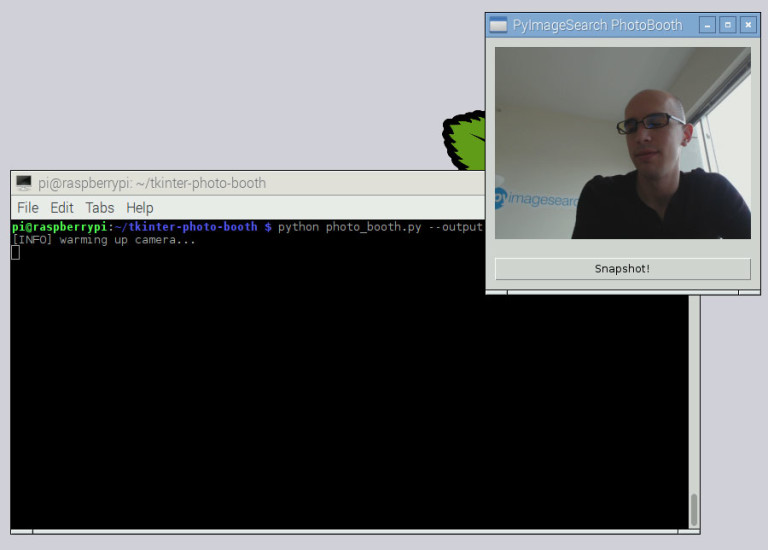 PyImageSearch PhotoBooth
pyimagesearch
Snapshot!
pi@raspberrypi: ~/tkinter-photo-booth
File Edit Tabs Help
pi@raspberrypi:~/tkinter-photo-booth $ python photo_booth.py --output
[INFO] warming up camera...